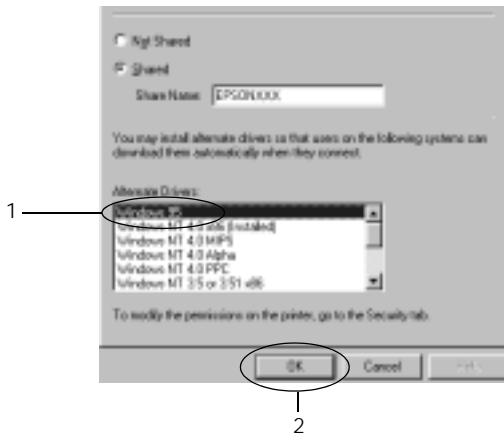 Not Shared
Shared
Share Name: EPSONXXX
You may install alternate drivers so that users on the following systems can
download them automatically when they connect.
Alternate Drivers:
1
Windows 95
Windows NT 4.0 x86 (Installed)
Windows NT 4.0 MIPS
Windows NT 4.0 Alpha
Windows NT 4.0 PPC
Windows NT 3.5 or 3.51 x86
To modify the permissions on the printer, go to the Security tab.
OK
Cancel
2